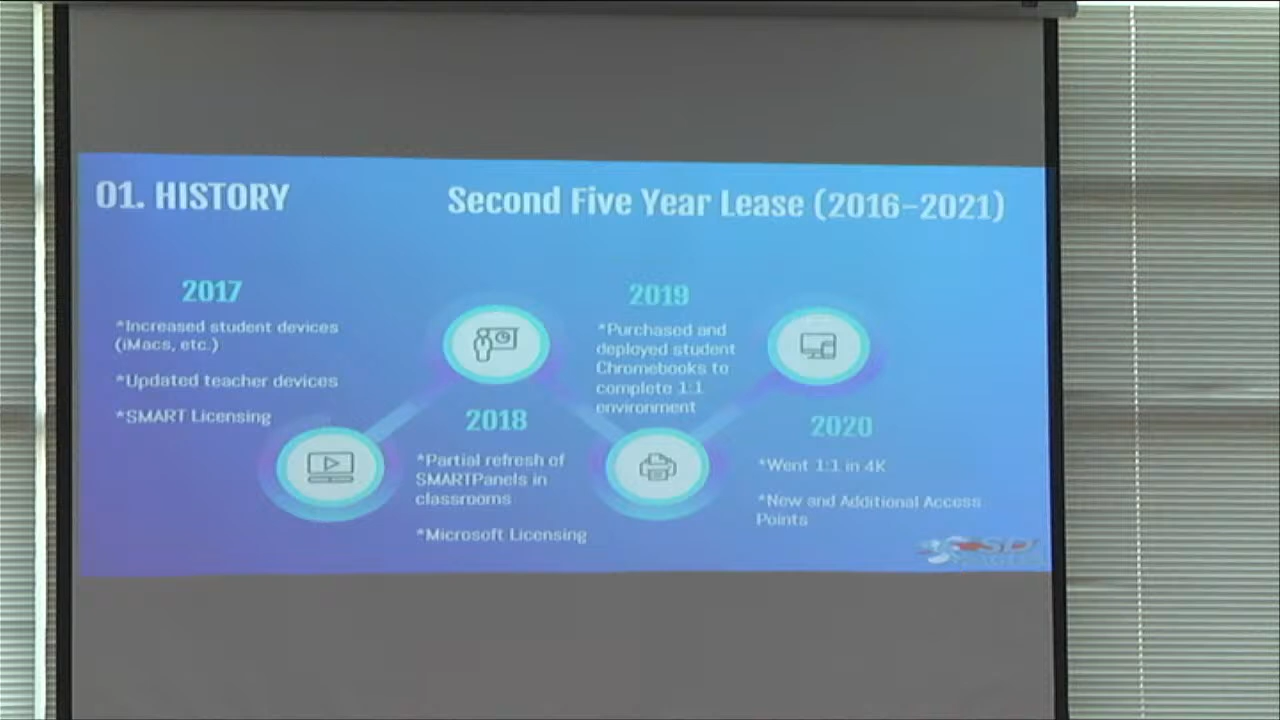 01. HISTORY
Second Five Year Lease (2016-2021)
2017
*Increased student devices
(iMacs, etc.)
*Updated teacher devices
*SMART Licensing
2018
*Partial refresh of
SMARTPanels in
classrooms
*Microsoft Licensing
2019
*Purchased and
deployed student
Chromebooks to
complete 1:1
environment
2020
*Went 1:1 in 4K
*New and Additional Access
Points